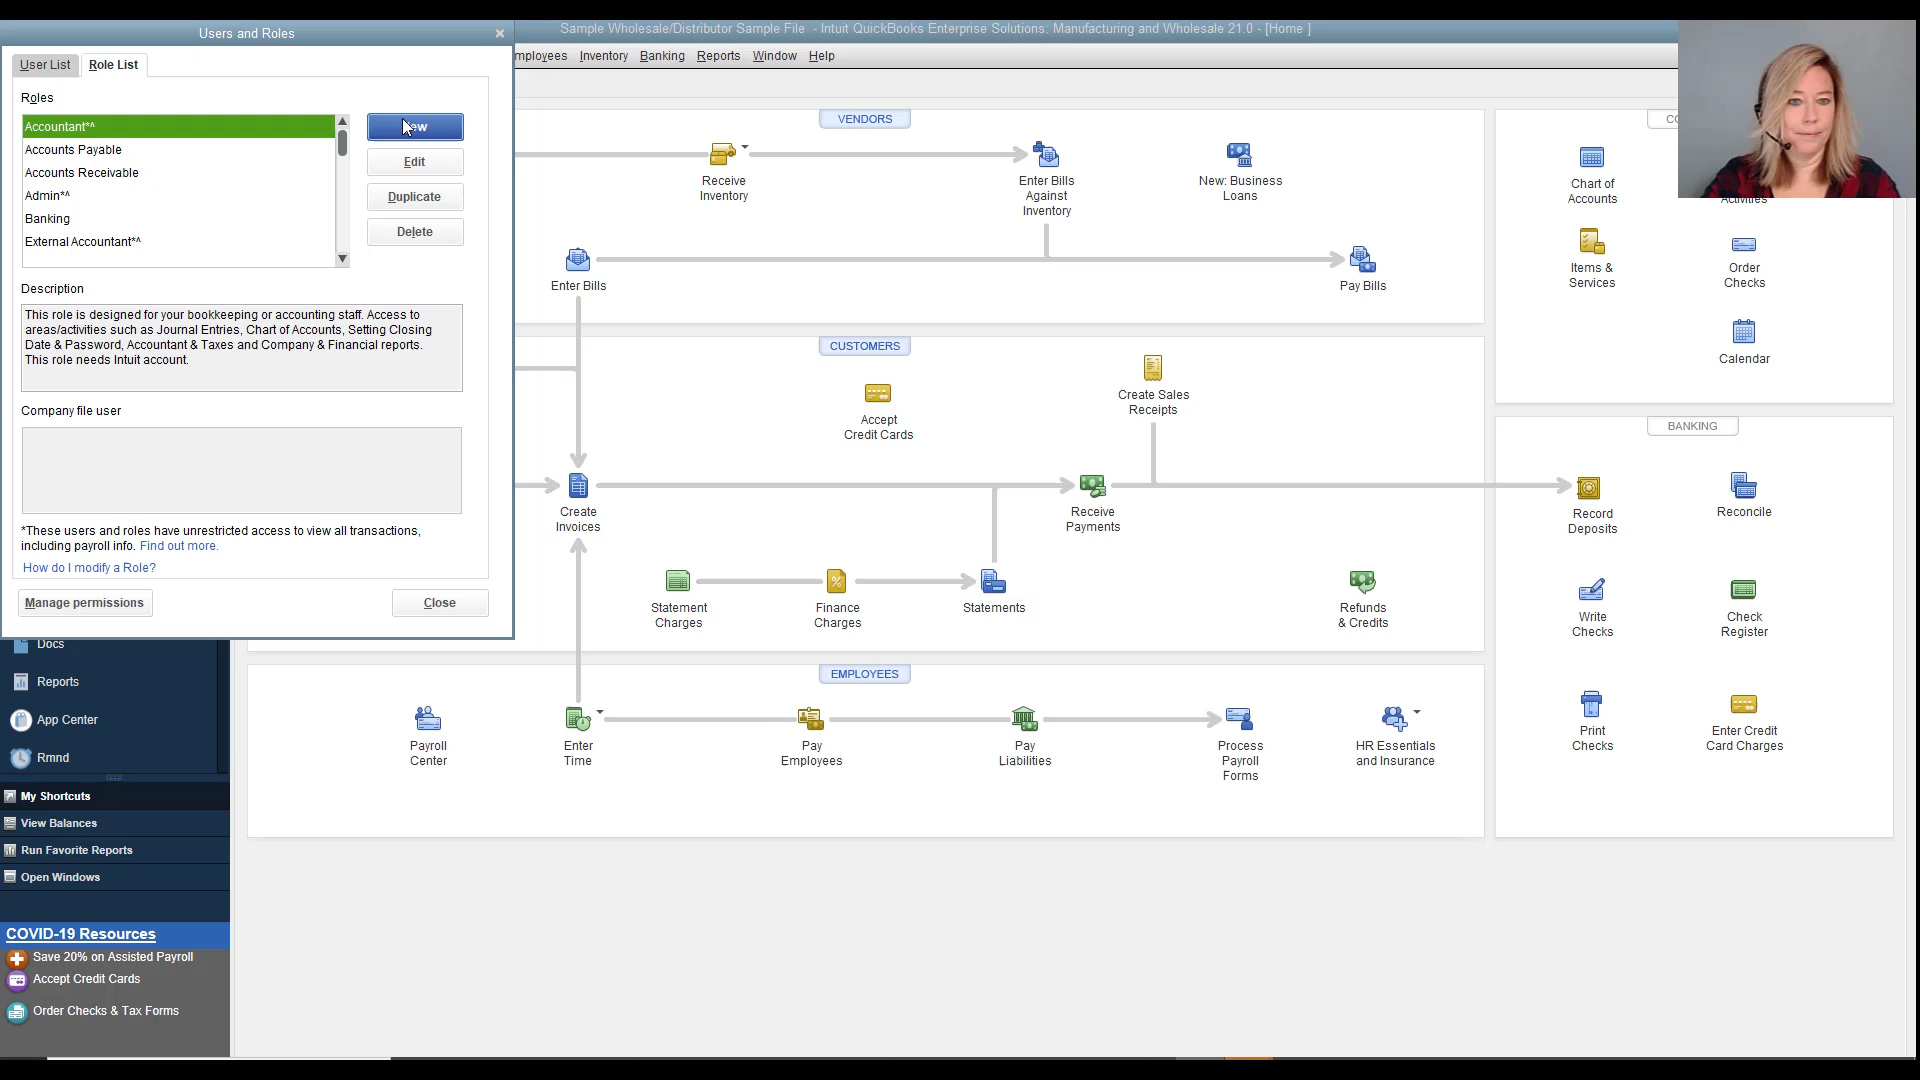 Users and Roles
Sample Wholesale/Distributor Sample File - Intuit QuickBooks Enterprise Solutions: Manufacturing and Wholesale 21.0 - [Home ]
mployees Inventory Banking Reports Window Help
User List Role List
Roles
Accountant*^
Accounts Payable
Accounts Receivable
Admin*^
Banking
External Accountant*^
Edit
Duplicate
Delete
Description
This role is designed for your bookkeeping or accounting staff. Access to
areas/activities such as Journal Entries, Chart of Accounts, Setting Closing
Date & Password, Accountant & Taxes and Company & Financial reports.
This role needs Intuit account.
Company file user
*These users and roles have unrestricted access to view all transactions,
including payroll info. Find out more.
How do I modify a Role?
Manage permissions
Close
Docs
Reports
App Center
Rmnd
My Shortcuts
View Balances
Run Favorite Reports
Open Windows
COVID-19 Resources
Save 20% on Assisted Payroll
Accept Credit Cards
Order Checks & Tax Forms
VENDORS
Receive
Inventory
Enter Bills
Against
Inventory
New: Business
Loans
Enter Bills
Pay Bills
CUSTOMERS
Accept
Credit Cards
Create Sales
Receipts
Create
Invoices
Receive
Payments
Statement
Charges
Finance
Charges
Statements
Refunds
& Credits
EMPLOYEES
Payroll
Center
Enter
Time
Pay
Employees
Pay
Liabilities
Process
Payroll
Forms
HR Essentials
and Insurance
Chart of
Accounts
Activities
Items &
Services
Order
Checks
Calendar
BANKING
Record
Deposits
Reconcile
Write
Checks
Check
Register
Print
Checks
Enter Credit
Card Charges